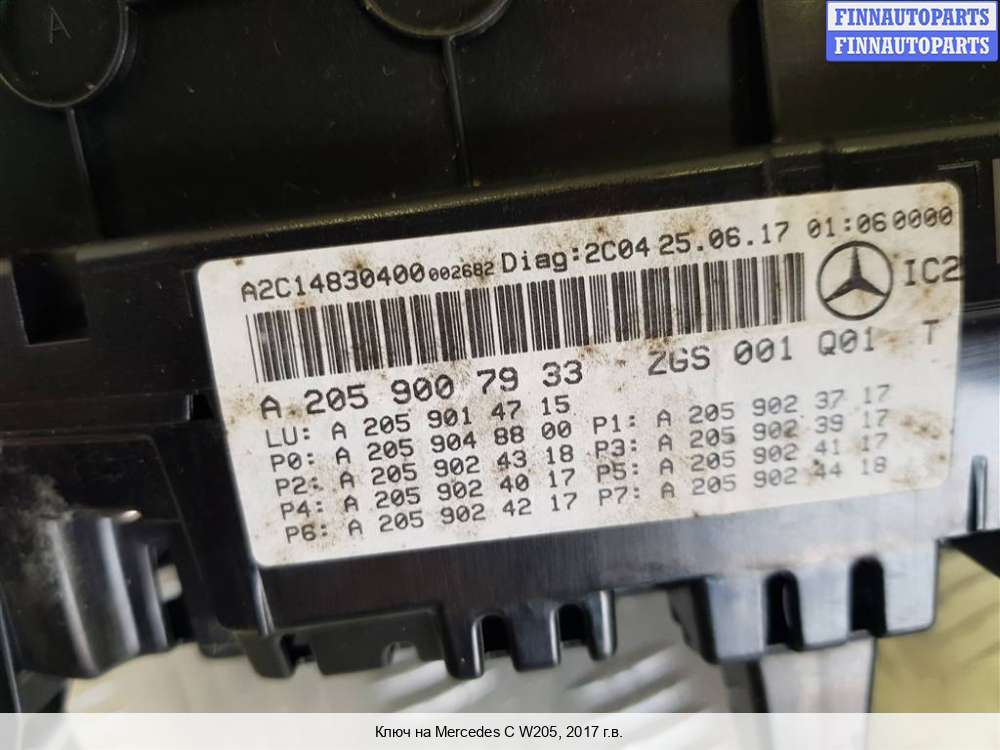 FINNAUTOPARTS
FINNAUTOPARTS
A
A2C14830400 002682 Diag:2C04 25.06.17 01:06 0000
IC2
A 205 900 79 33 ZGS 001 Q01 T
LU: A 205 901 47 15
P0: A 205 904 88 00 P1: A 205 902 37 17
P2: A 205 902 43 18 P3: A 205 902 39 17
P4: A 205 902 40 17 P5: A 205 902 41 17
P6: A 205 902 42 17 P7: A 205 902 44 18
Ключ на Mercedes C W205, 2017 г.в.